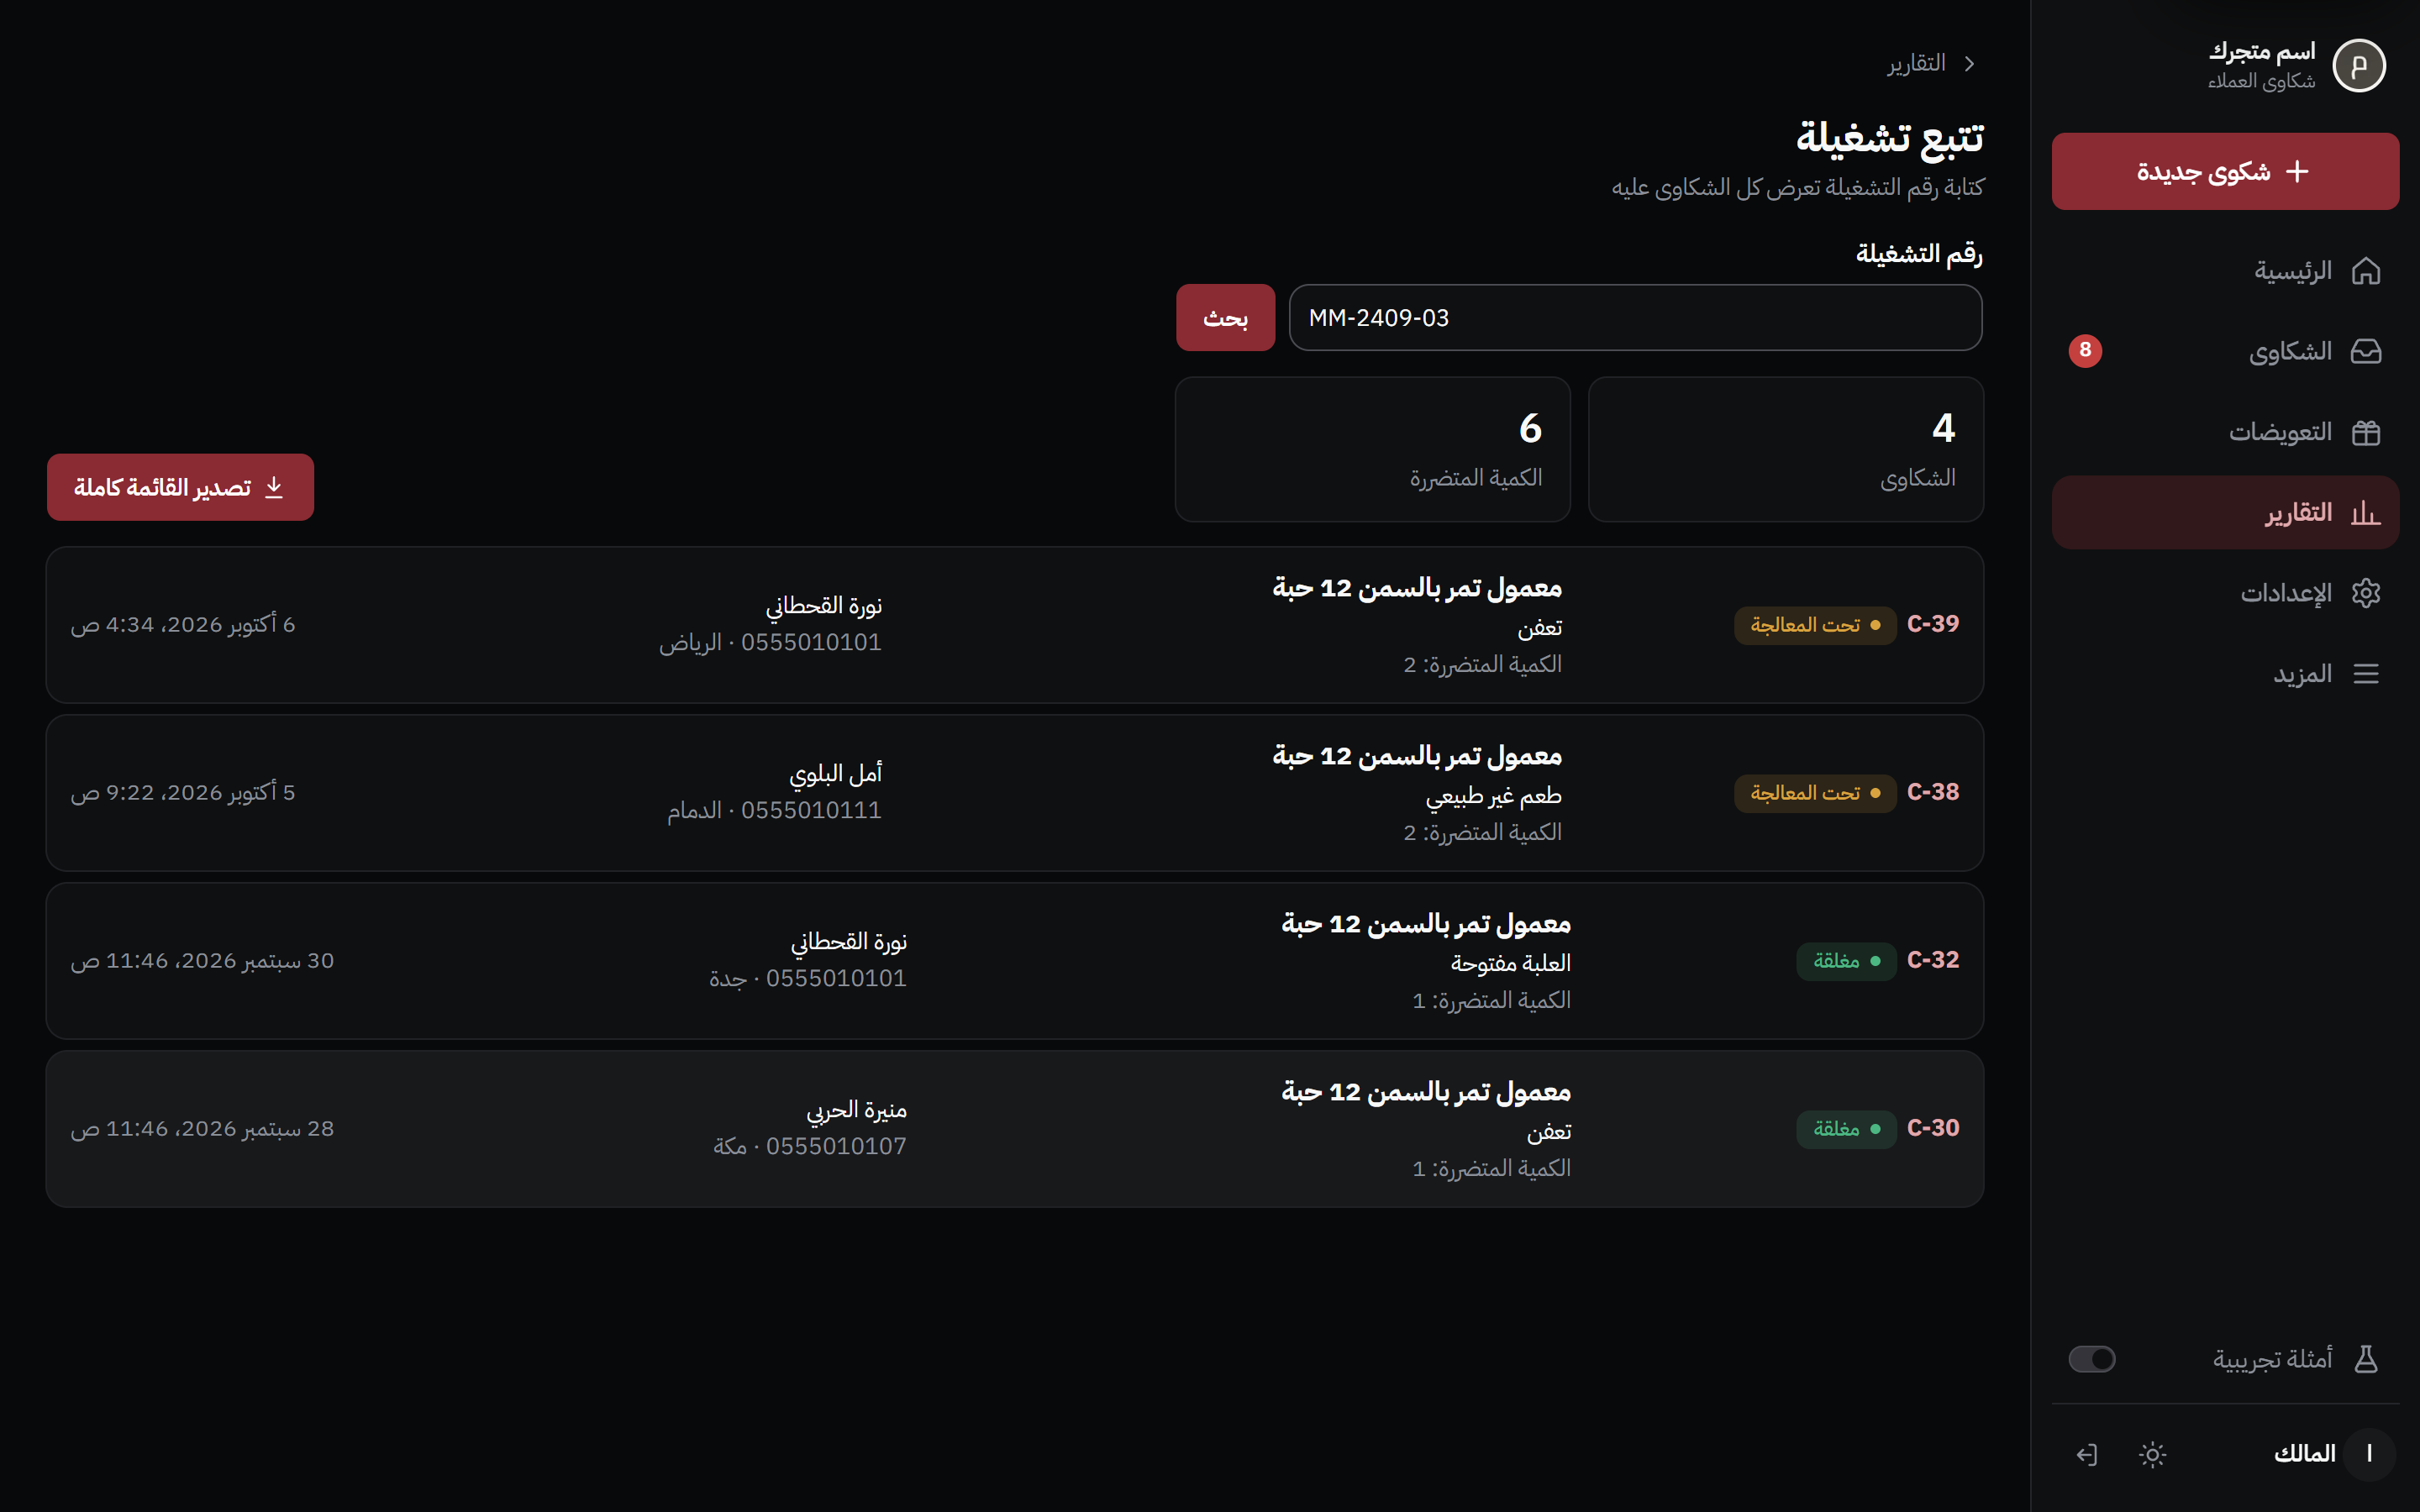 اسم متجرك
شكاوى العملاء
شكوى جديدة
الرئيسية
الشكاوى 8
التعويضات
التقارير
الإعدادات
المزيد
أمثلة تجريبية
ا المالك
التقارير
تتبع تشغيلة
كتابة رقم التشغيلة تعرض كل الشكاوى عليه
رقم التشغيلة
MM-2409-03
بحث
4
الشكاوى
6
الكمية المتضررة
تصدير القائمة كاملة
C-39 تحت المعالجة
معمول تمر بالسمن 12 حبة
تعفن
الكمية المتضررة: 2
نورة القحطاني
0555010101 · الرياض
6 أكتوبر 2026، 4:34 ص
C-38 تحت المعالجة
معمول تمر بالسمن 12 حبة
طعم غير طبيعي
الكمية المتضررة: 2
أمل البلوي
0555010111 · الدمام
5 أكتوبر 2026، 9:22 ص
C-32 مغلقة
معمول تمر بالسمن 12 حبة
العلبة مفتوحة
الكمية المتضررة: 1
نورة القحطاني
0555010101 · جدة
30 سبتمبر 2026، 11:46 ص
C-30 مغلقة
معمول تمر بالسمن 12 حبة
تعفن
الكمية المتضررة: 1
منيرة الحربي
0555010107 · مكة
28 سبتمبر 2026، 11:46 ص
م